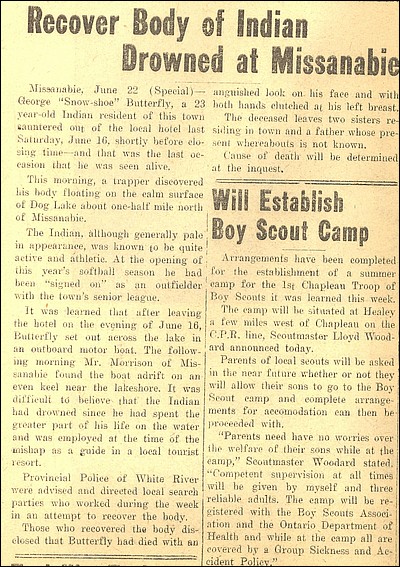 Recover Body of Indian
Drowned at Missanabie
Missanabie, June 22 (Special)—
George "Snow-shoe" Butterfly, a 23
year-old Indian resident of this town
sauntered out of the local hotel last
Saturday, June 16, shortly before clo-
sing time—and that was the last oc-
casion that he was seen alive.
This morning, a trapper discovered
his body floating on the calm surface
of Dog Lake about one-half mile north
of Missanabie.
The Indian, although generally pale
in appearance, was known to be quite
active and athletic. At the opening of
this year's softball season he had
been "signed on" as an outfielder
with the town's senior league.
It was learned that after leaving
the hotel on the evening of June 16,
Butterfly set out across the lake in
an outboard motor boat. The follow-
ing morning Mr. Morrison of Mis-
sanabie found the boat adrift on an
even keel near the lakeshore. It was
difficult to believe that the Indian
had drowned since he had spent the
greater part of his life on the water
and was employed at the time of the
mishap as a guide in a local tourist
resort.
Provincial Police of White River
were advised and directed local search
parties who worked during the week
in an attempt to recover the body.
Those who recovered the body dis-
closed that Butterfly had died with an
anguished look on his face and with
both hands clutched at his left breast.
The deceased leaves two sisters re-
siding in town and a father whose pre-
sent whereabouts is not known.
Cause of death will be determined
at the inquest.
Will Establish
Boy Scout Camp
Arrangements have been completed
for the establishment of a summer
camp for the 1st Chapleau Troop of
Boy Scouts it was learned this week.
The camp will be situated at Healey
a few miles west of Chapleau on the
C.P.R. line, Scoutmaster Lloyd Wood-
ard announced today.
Parents of local scouts will be asked
in the near future whether or not they
will allow their sons to go to the Boy
Scout camp and complete arrange-
ments for accomodation can then be
proceeded with.
"Parents need have no worries over
the welfare of their sons while at the
camp," Scoutmaster Woodard stated.
"Competent supervision at all times
will be given by myself and three
reliable adults. The camp will be re-
gistered with the Boy Scouts Associ-
ation and the Ontario Department of
Health and while at the camp all are
covered by a Group Sickness and Ac-
cident Policy."